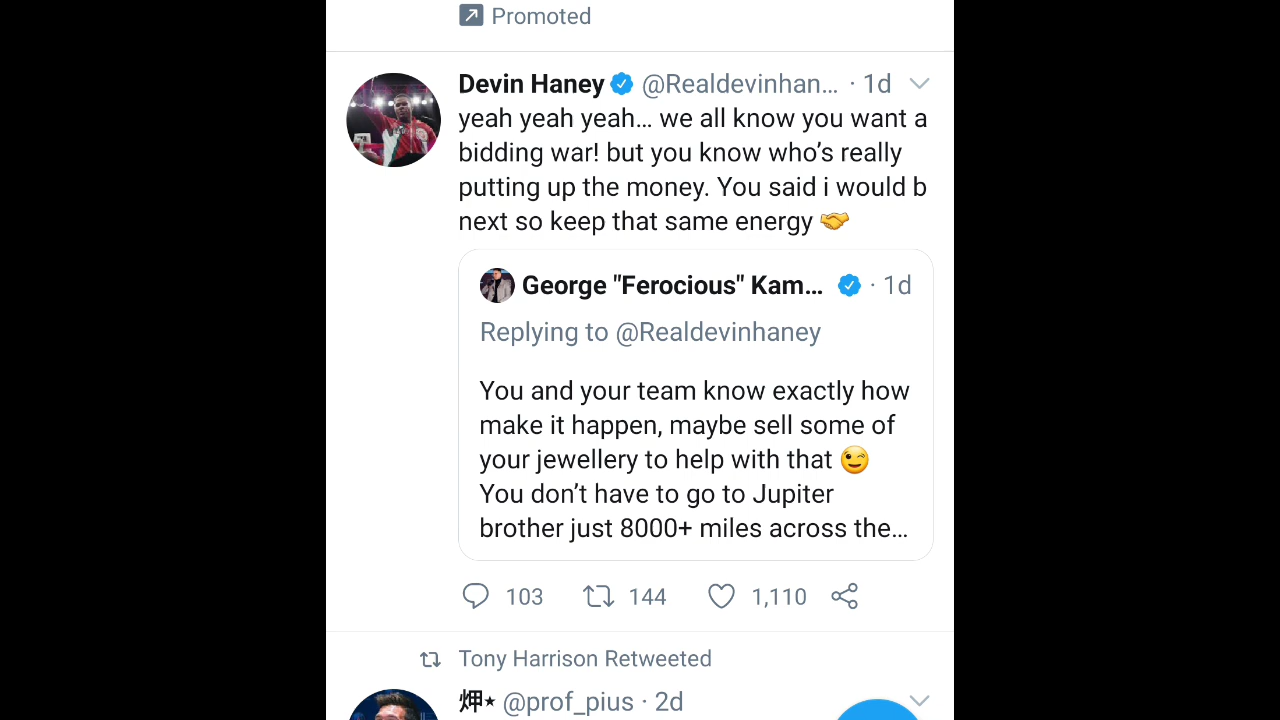 Promoted
Devin Haney @Realdevinhan... · 1d
yeah yeah yeah... we all know you want a
bidding war! but you know who's really
putting up the money. You said i would b
next so keep that same energy 🤝
George "Ferocious" Kam... · 1d
Replying to @Realdevinhaney
You and your team know exactly how
make it happen, maybe sell some of
your jewellery to help with that 😉
You don't have to go to Jupiter
brother just 8000+ miles across the...
103 144 1,110
Tony Harrison Retweeted
@prof_pius · 2d